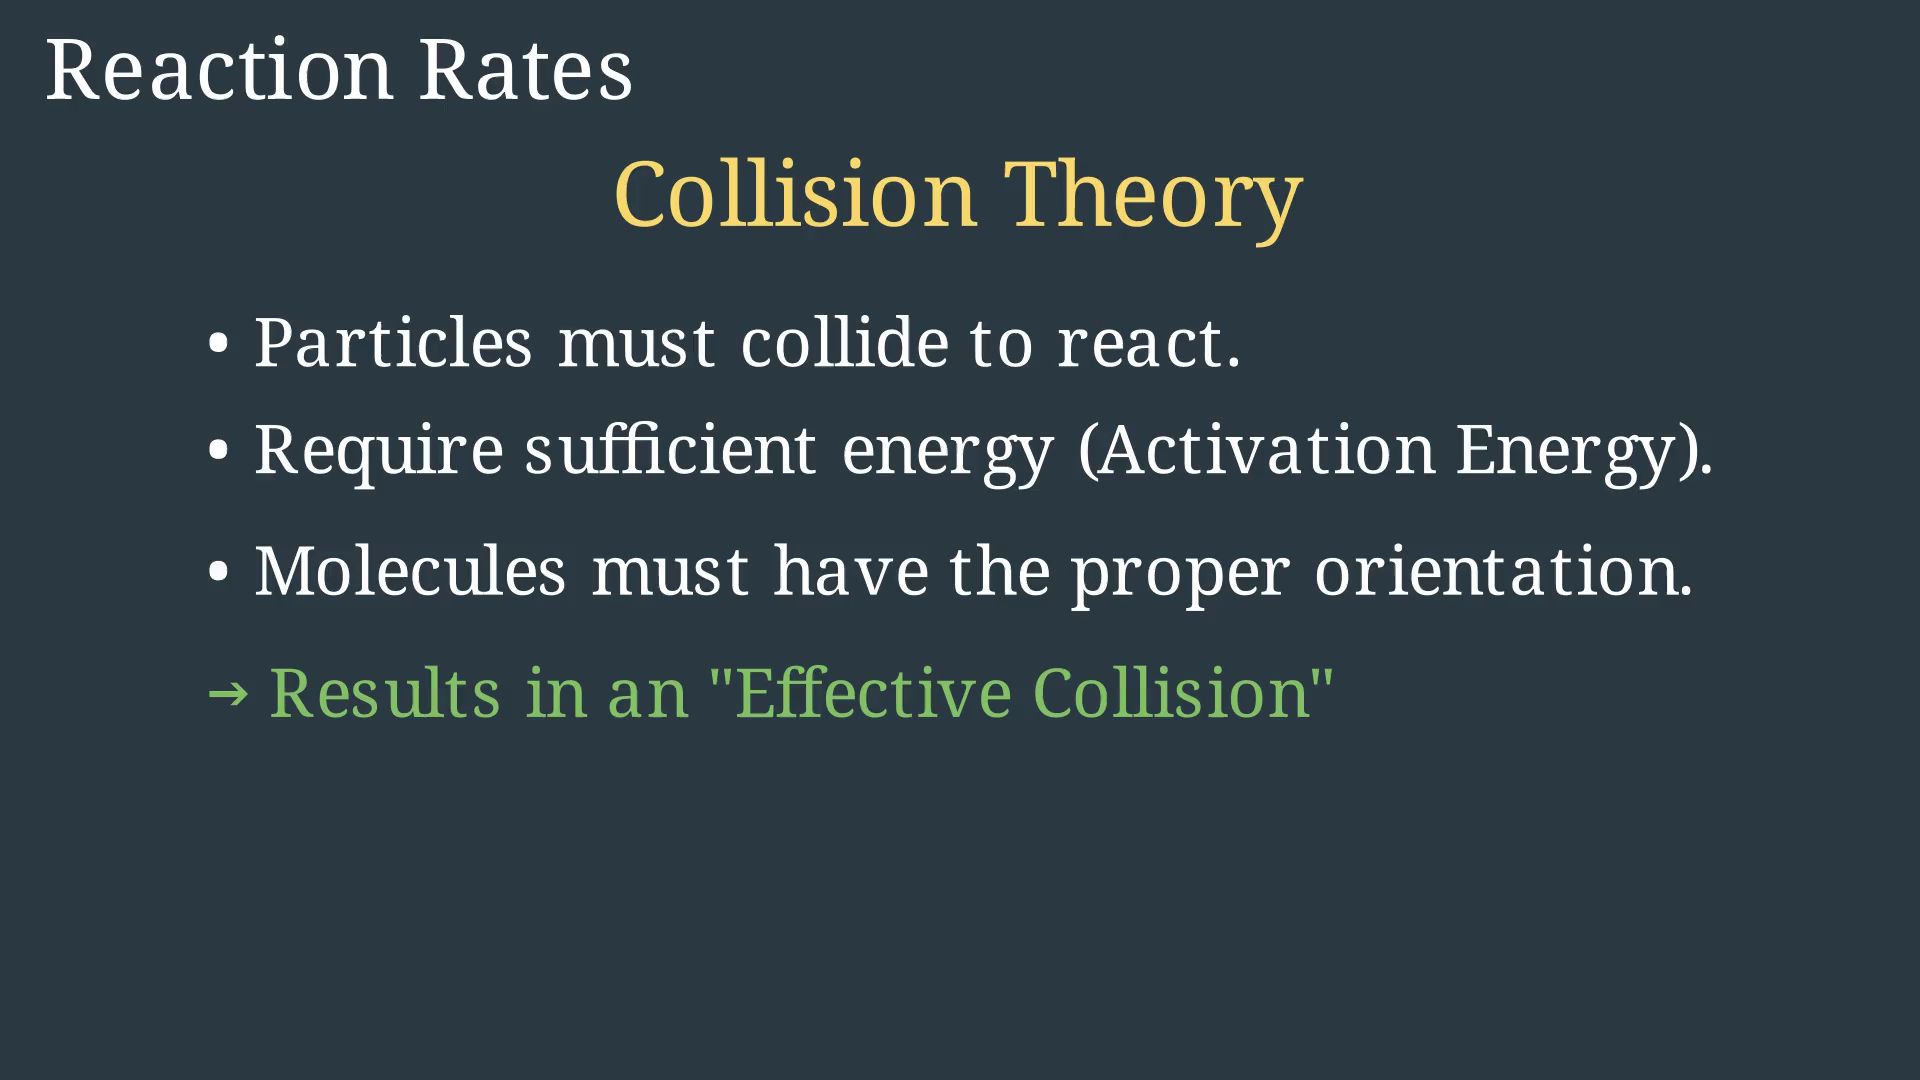 Reaction Rates
Collision Theory
• Particles must collide to react.
• Require sufficient energy (Activation Energy).
• Molecules must have the proper orientation.
➔ Results in an "Effective Collision"